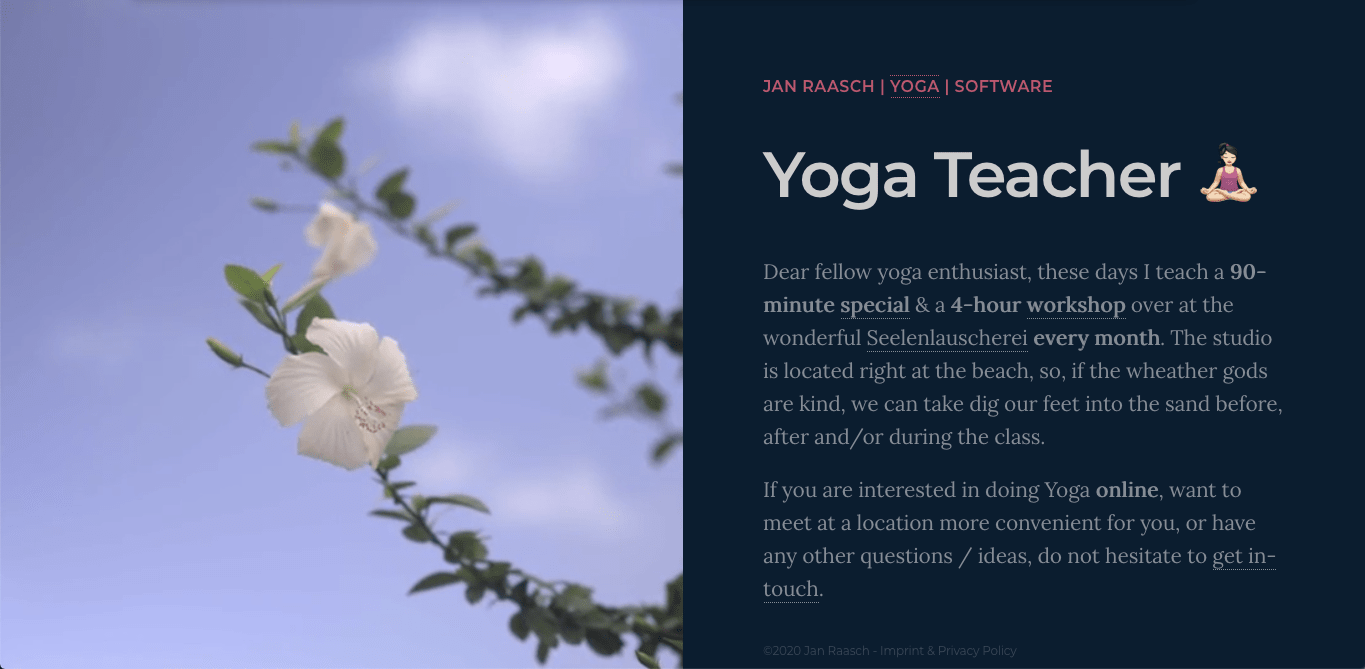 JAN RAASCH | YOGA | SOFTWARE
Yoga Teacher 🧘🏻‍♀️
Dear fellow yoga enthusiast, these days I teach a 90-
minute special & a 4-hour workshop over at the
wonderful Seelenlauscherei every month. The studio
is located right at the beach, so, if the wheather gods
are kind, we can take dig our feet into the sand before,
after and/or during the class.
If you are interested in doing Yoga online, want to
meet at a location more convenient for you, or have
any other questions / ideas, do not hesitate to get in-
touch.
©2020 Jan Raasch - Imprint & Privacy Policy